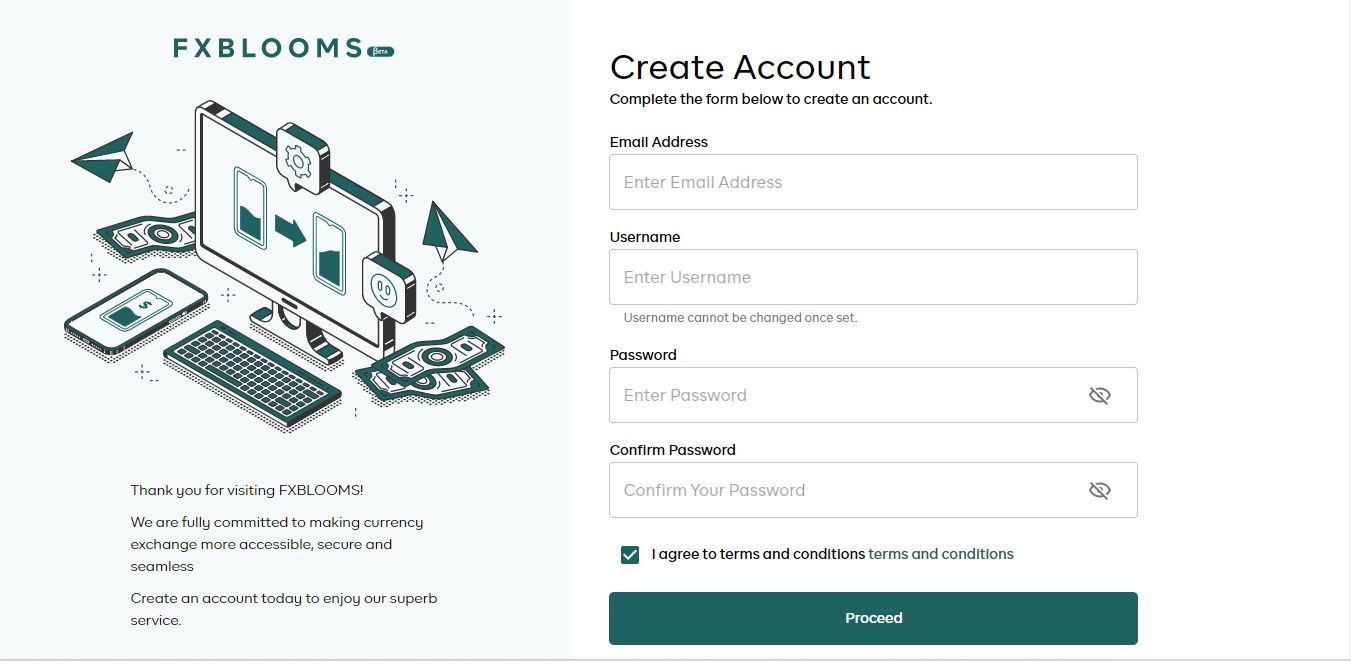 FXBLOOMS BETA
Thank you for visiting FXBLOOMS!
We are fully committed to making currency
exchange more accessible, secure and
seamless
Create an account today to enjoy our superb
service.
Create Account
Complete the form below to create an account.
Email Address
Enter Email Address
Username
Enter Username
Username cannot be changed once set.
Password
Enter Password
Confirm Password
Confirm Your Password
I agree to terms and conditions terms and conditions
Proceed